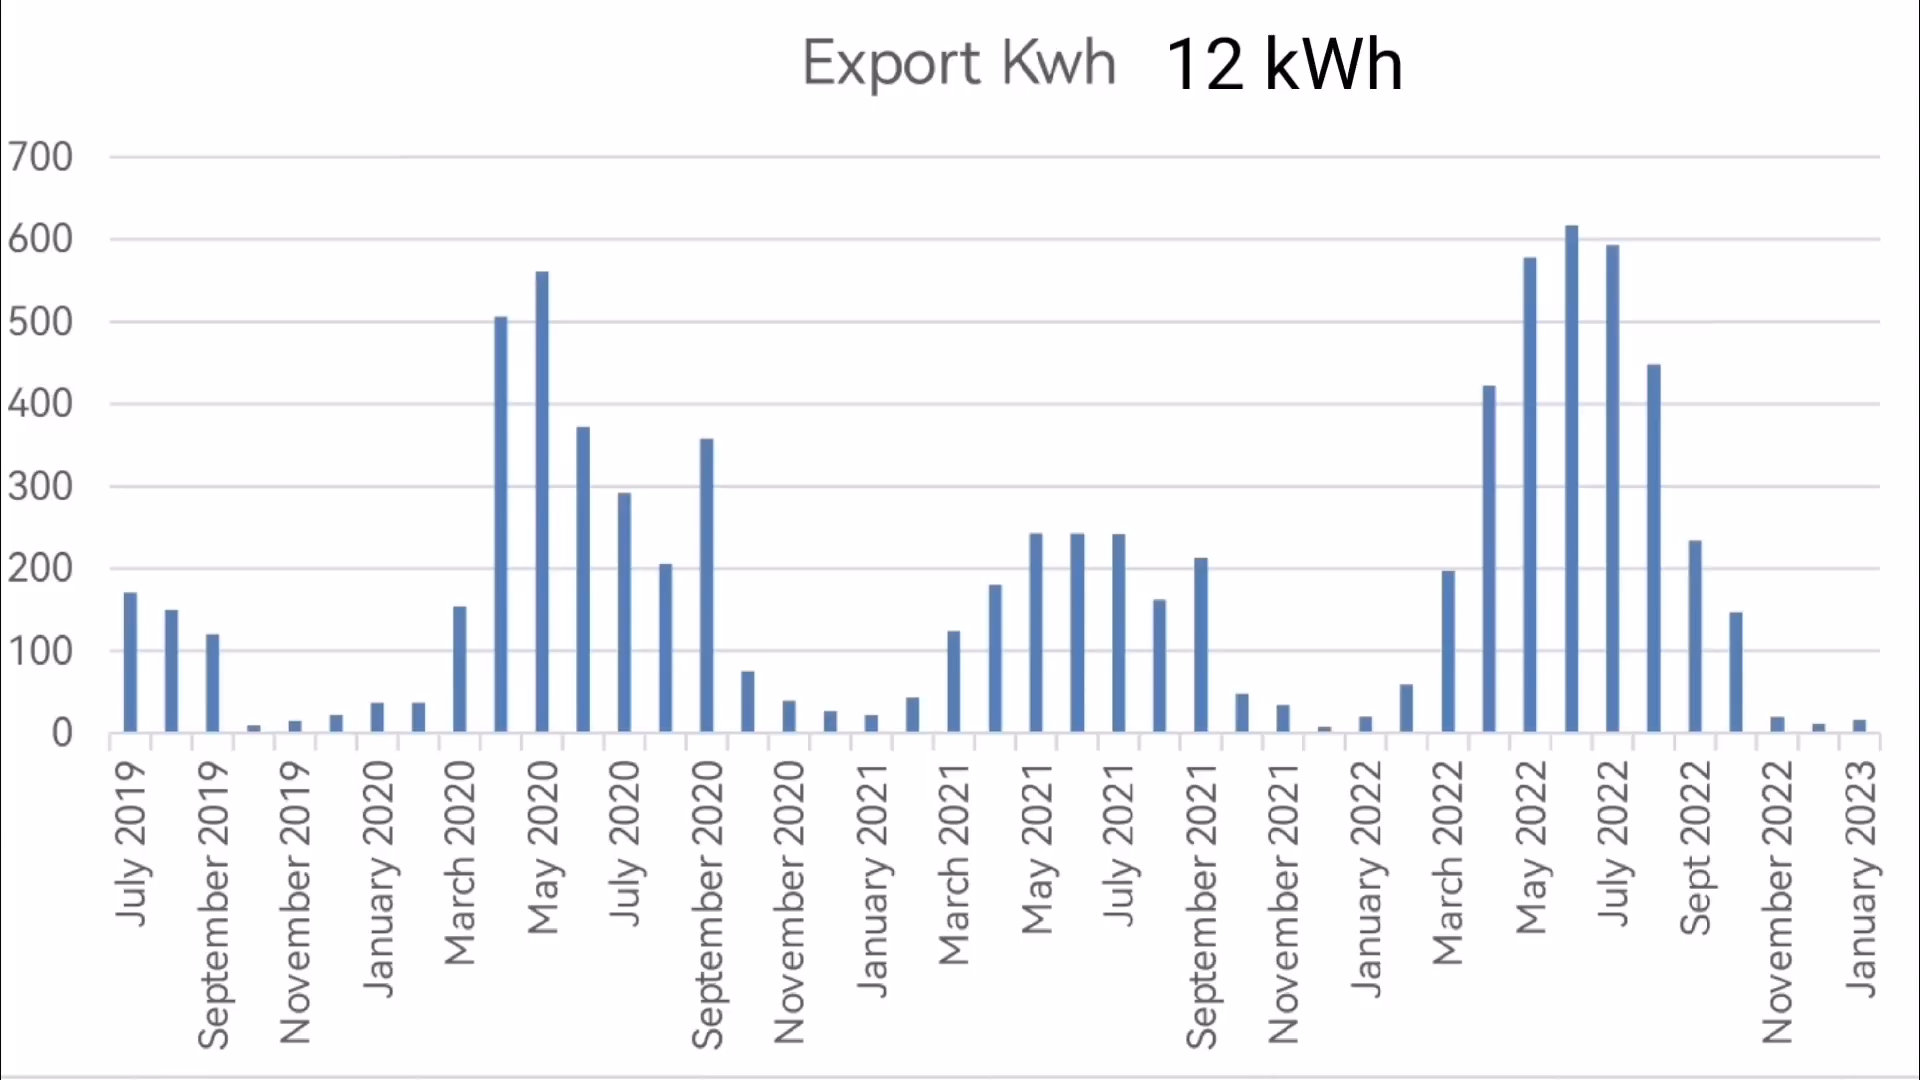 Export Kwh 12 kWh
700
600
500
400
300
200
100
0
July 2019
September 2019
November 2019
January 2020
March 2020
May 2020
July 2020
September 2020
November 2020
January 2021
March 2021
May 2021
July 2021
September 2021
November 2021
January 2022
March 2022
May 2022
July 2022
Sept 2022
November 2022
January 2023